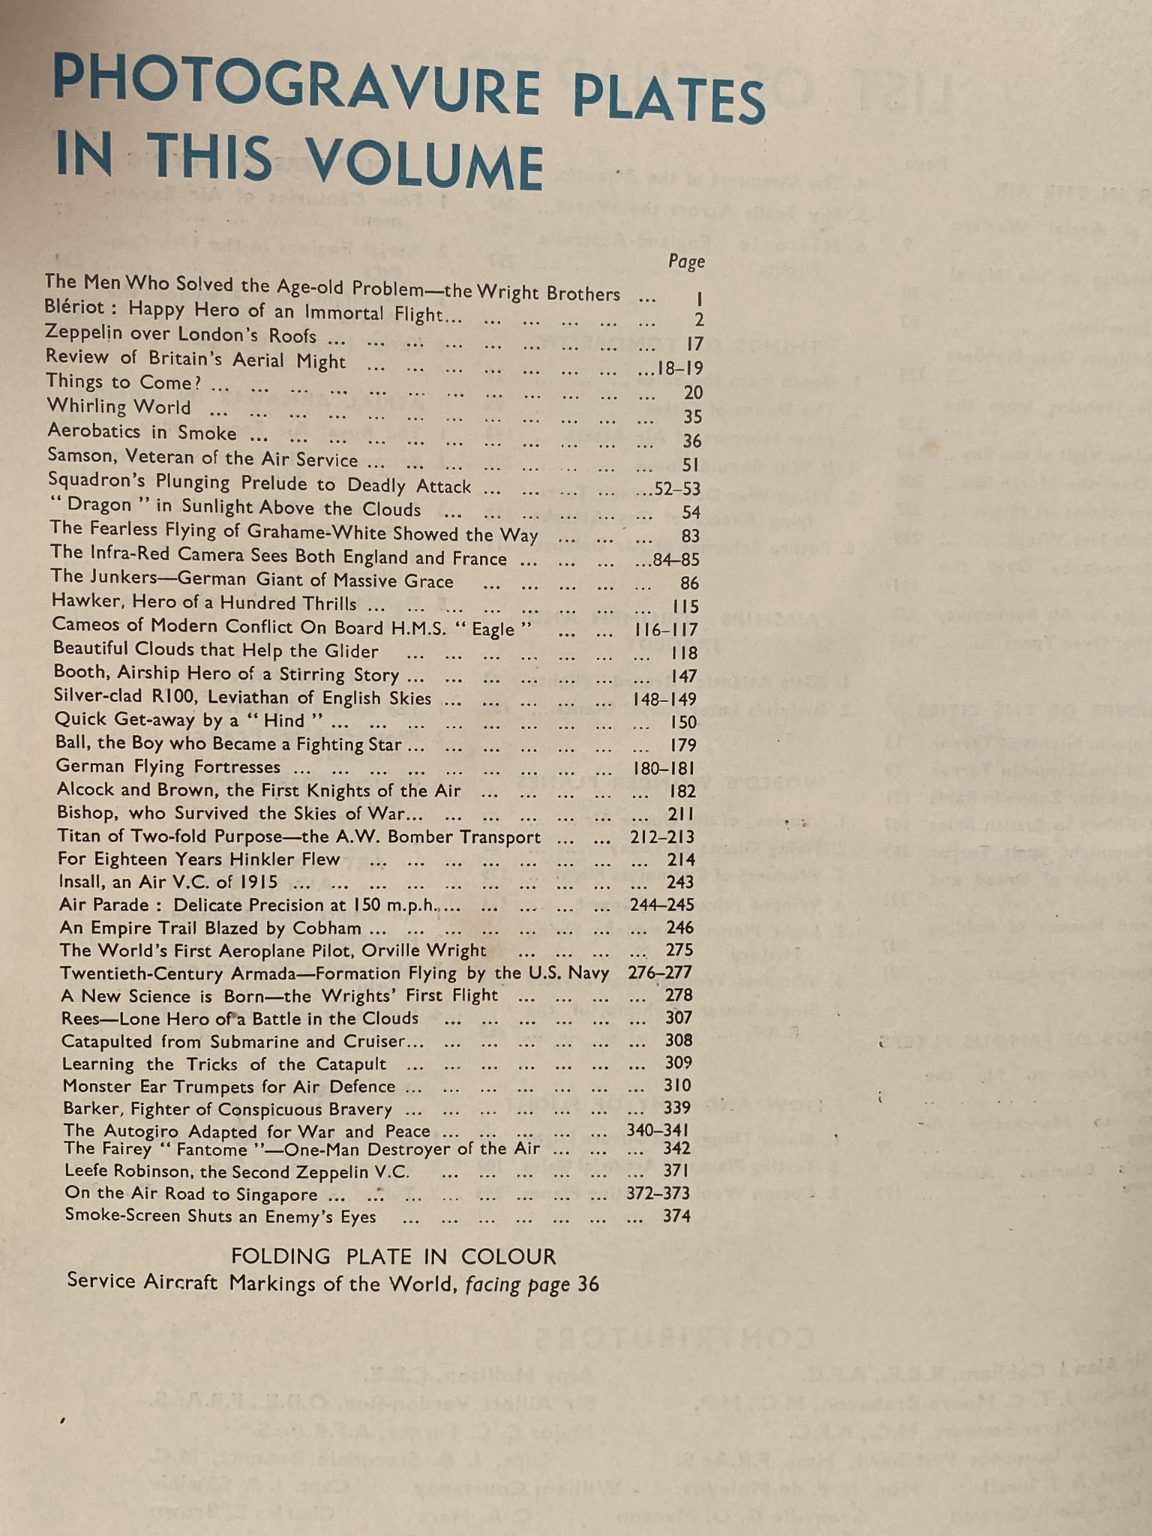 PHOTOGRAVURE PLATES
IN THIS VOLUME
Page
The Men Who Solved the Age-old Problem—the Wright Brothers ... 1
Blériot : Happy Hero of an Immortal Flight... ... ... ... ... ... 2
Zeppelin over London's Roofs ... ... ... ... ... ... ... ... ... 17
Review of Britain's Aerial Might ... ... ... ... ... ... ... ...18–19
Things to Come? ... ... ... ... ... ... ... ... ... ... ... ... 20
Whirling World ... ... ... ... ... ... ... ... ... ... ... ... 35
Aerobatics in Smoke ... ... ... ... ... ... ... ... ... ... ... 36
Samson, Veteran of the Air Service ... ... ... ... ... ... ... ... 51
Squadron's Plunging Prelude to Deadly Attack ... ... ... ... ...52–53
" Dragon " in Sunlight Above the Clouds ... ... ... ... ... ... 54
The Fearless Flying of Grahame-White Showed the Way ... ... ... 83
The Infra-Red Camera Sees Both England and France ... ... ... ...84–85
The Junkers—German Giant of Massive Grace ... ... ... ... ... 86
Hawker, Hero of a Hundred Thrills ... ... ... ... ... ... ... ... 115
Cameos of Modern Conflict On Board H.M.S. " Eagle " ... ... 116–117
Beautiful Clouds that Help the Glider ... ... ... ... ... ... ... 118
Booth, Airship Hero of a Stirring Story ... ... ... ... ... ... ... 147
Silver-clad R100, Leviathan of English Skies ... ... ... ... ... 148–149
Quick Get-away by a " Hind " ... ... ... ... ... ... ... ... ... 150
Ball, the Boy who Became a Fighting Star ... ... ... ... ... ... ... 179
German Flying Fortresses ... ... ... ... ... ... ... ... ... 180–181
Alcock and Brown, the First Knights of the Air ... ... ... ... ... 182
Bishop, who Survived the Skies of War... ... ... ... ... ... ... 211
Titan of Two-fold Purpose—the A.W. Bomber Transport ... ... 212–213
For Eighteen Years Hinkler Flew ... ... ... ... ... ... ... ... 214
Insall, an Air V.C. of 1915 ... ... ... ... ... ... ... ... ... ... 243
Air Parade : Delicate Precision at 150 m.p.h. ... ... ... ... ... 244–245
An Empire Trail Blazed by Cobham ... ... ... ... ... ... ... ... 246
The World's First Aeroplane Pilot, Orville Wright ... ... ... ... 275
Twentieth-Century Armada—Formation Flying by the U.S. Navy 276–277
A New Science is Born—the Wrights' First Flight ... ... ... ... 278
Rees—Lone Hero of a Battle in the Clouds ... ... ... ... ... ... 307
Catapulted from Submarine and Cruiser... ... ... ... ... ... ... 308
Learning the Tricks of the Catapult ... ... ... ... ... ... ... 309
Monster Ear Trumpets for Air Defence ... ... ... ... ... ... ... 310
Barker, Fighter of Conspicuous Bravery ... ... ... ... ... ... ... 339
The Autogiro Adapted for War and Peace ... ... ... ... ... 340–341
The Fairey " Fantome "—One-Man Destroyer of the Air ... ... ... 342
Leefe Robinson, the Second Zeppelin V.C. ... ... ... ... ... ... 371
On the Air Road to Singapore ... ... ... ... ... ... ... ... 372–373
Smoke-Screen Shuts an Enemy's Eyes ... ... ... ... ... ... ... 374
FOLDING PLATE IN COLOUR
Service Aircraft Markings of the World, facing page 36